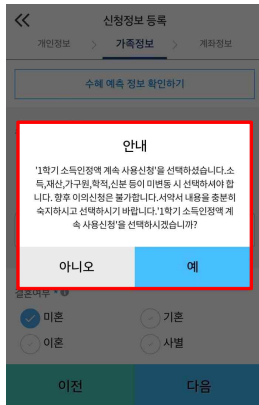 신청정보 등록
개인정보 > 가족정보 > 계좌정보
수혜 예측 정보 확인하기
안내
'1학기 소득인정액 계속 사용신청'을 선택하셨습니다.소
득,재산,가구원,학적,신분 등이 미변동 시 선택하셔야 합
니다. 향후 이의신청은 불가합니다.서약서 내용을 충분히
숙지하시고 선택하시기 바랍니다.'1학기 소득인정액 계
속 사용신청'을 선택하시겠습니까?
아니오 예
결혼여부 *
미혼 기혼
이혼 사별
이전 다음